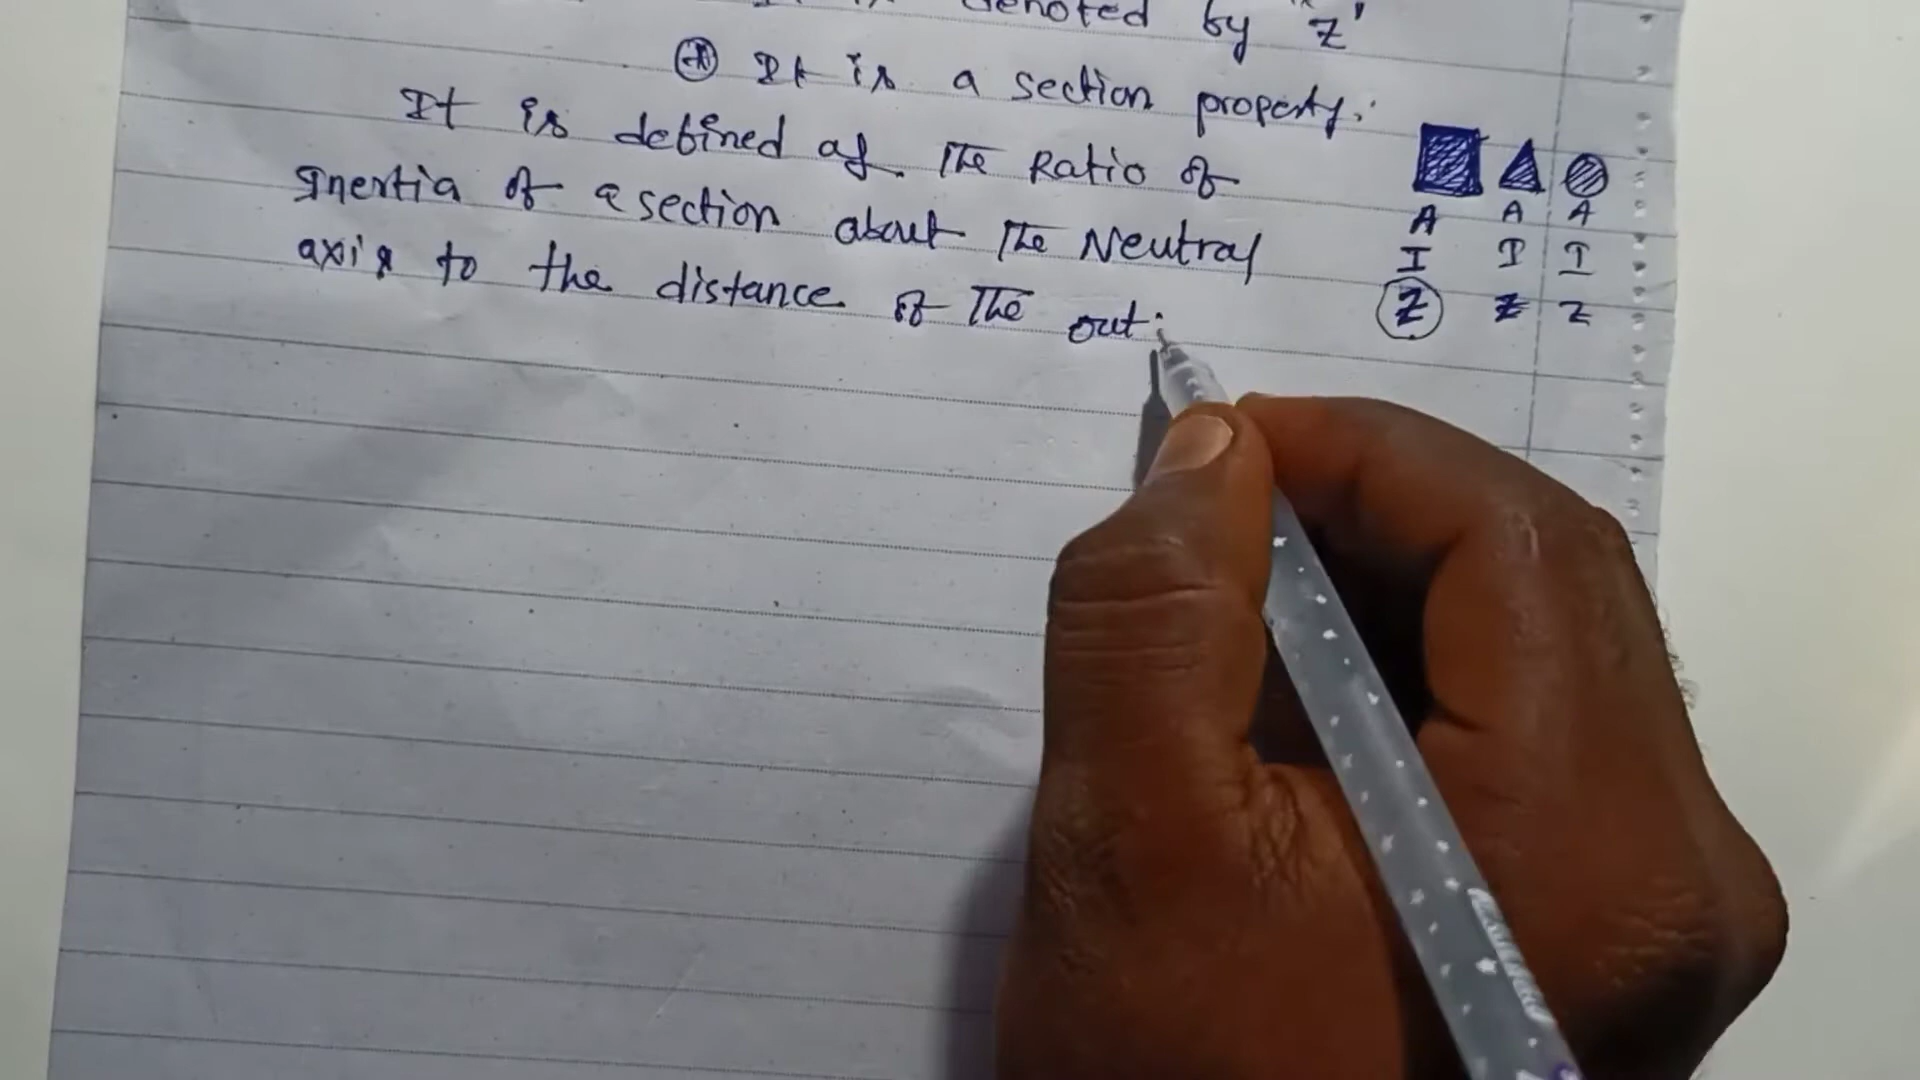 denoted by "z"
It is a section property.
It is defined as The Ratio of
Inertia of a section about The Neutral
axis to the distance of The out
A A A
I I I
Z Z Z